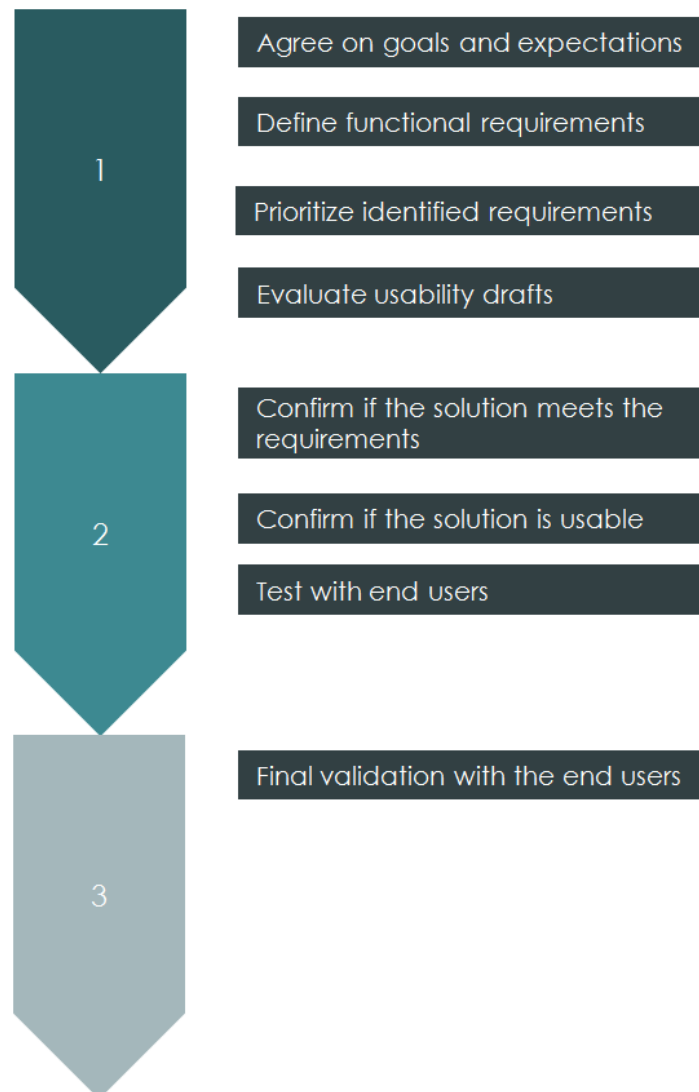 1
Agree on goals and expectations
Define functional requirements
Prioritize identified requirements
Evaluate usability drafts
2
Confirm if the solution meets the
requirements
Confirm if the solution is usable
Test with end users
3
Final validation with the end users